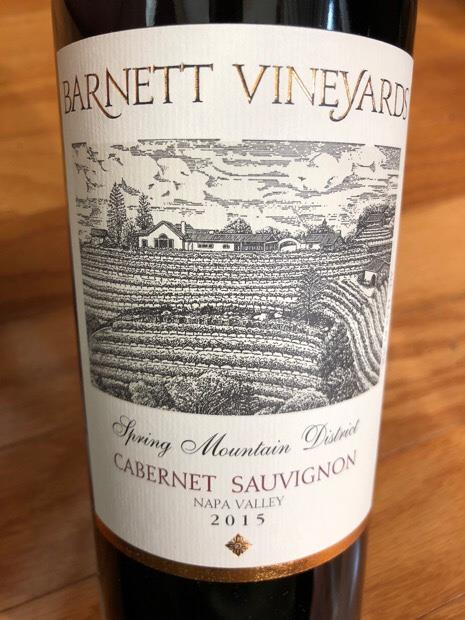 BARNETT VINEYARDS
Spring Mountain District
CABERNET SAUVIGNON
NAPA VALLEY
2015